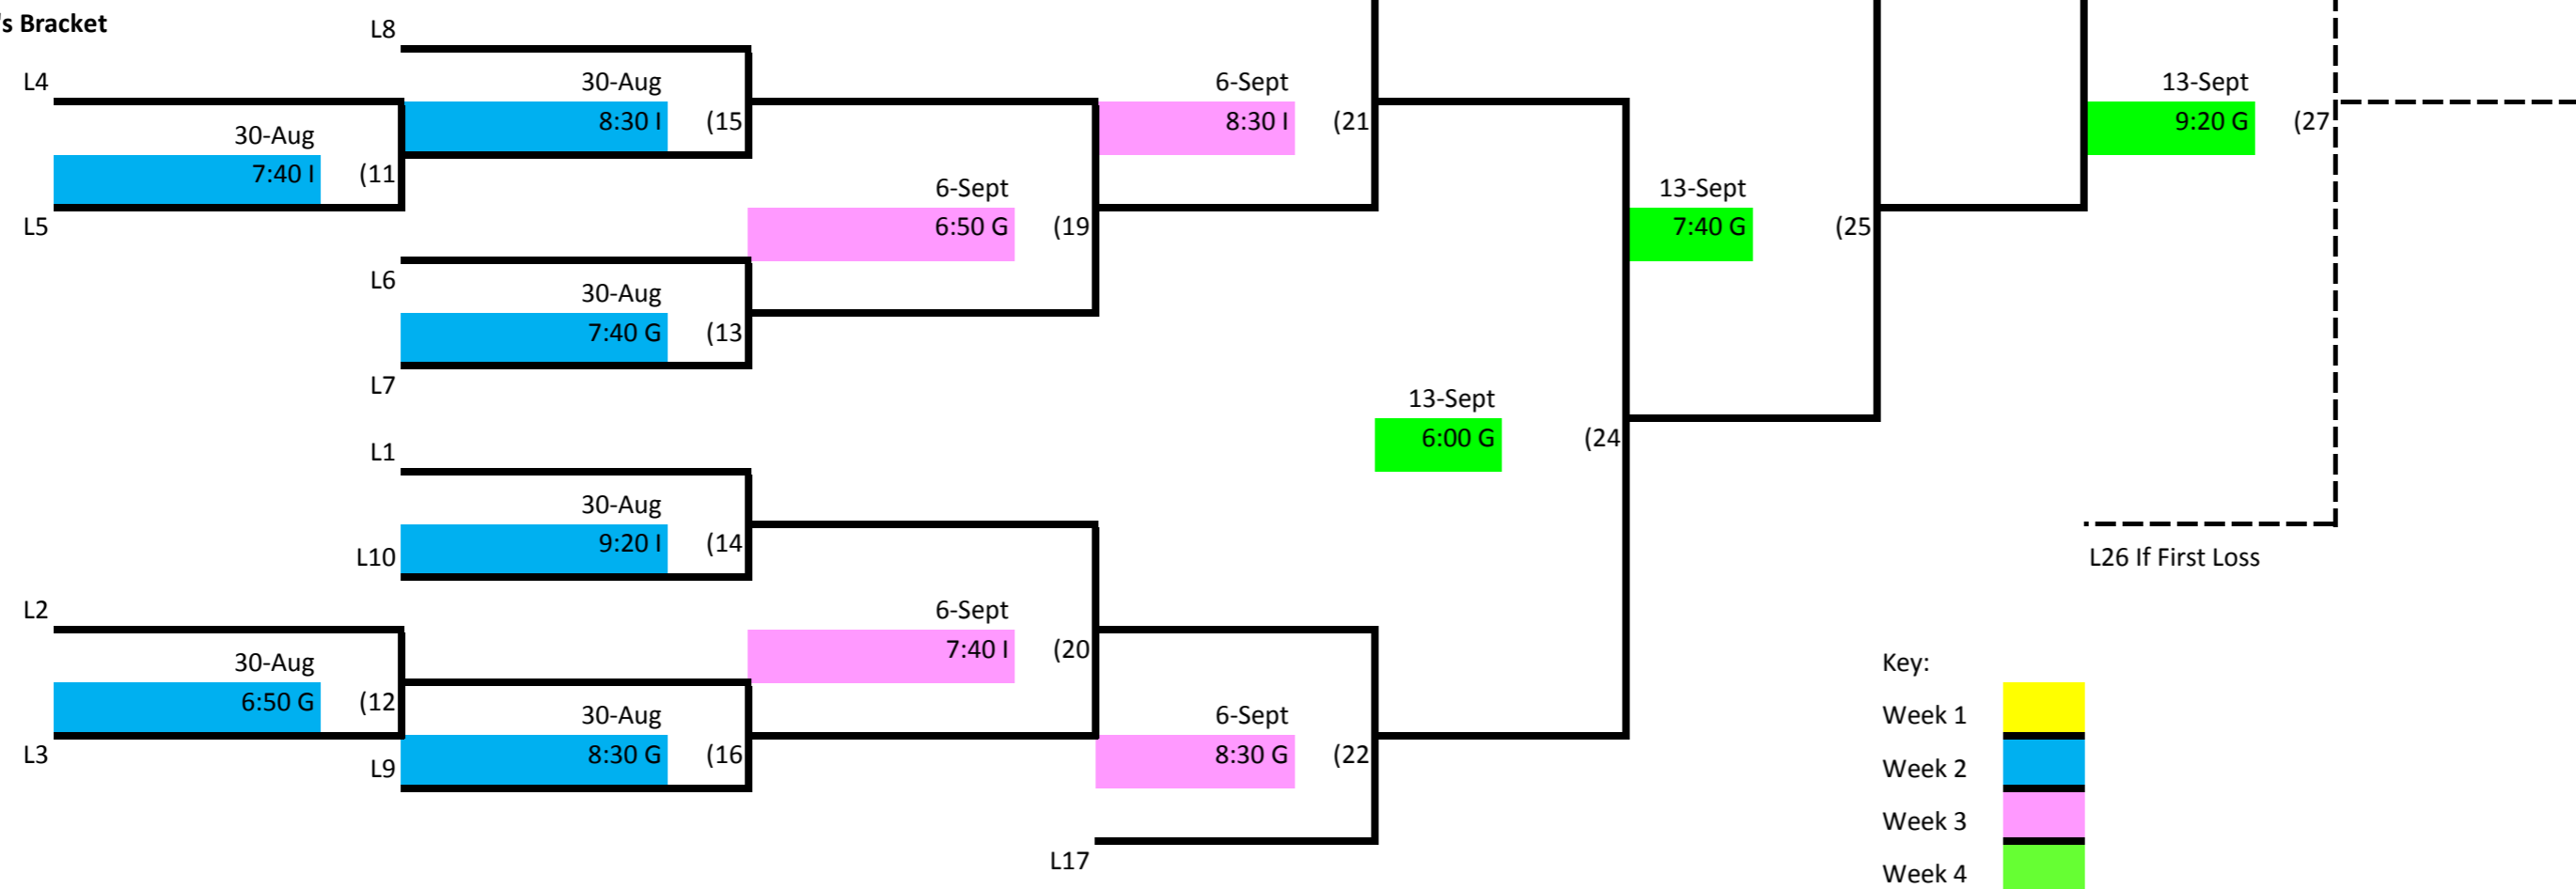 's Bracket
L8
L4
30-Aug
8:30 I (15
6-Sept
8:30 I (21
13-Sept
9:20 G (27
30-Aug
7:40 I (11
L5
6-Sept
6:50 G (19
13-Sept
7:40 G (25
L6
30-Aug
7:40 G (13
L7
13-Sept
6:00 G (24
L1
30-Aug
9:20 I (14
L10
L26 If First Loss
L2
6-Sept
7:40 I (20
30-Aug
6:50 G (12
L3
30-Aug
8:30 G (16
L9
6-Sept
8:30 G (22
L17
Key:
Week 1
Week 2
Week 3
Week 4